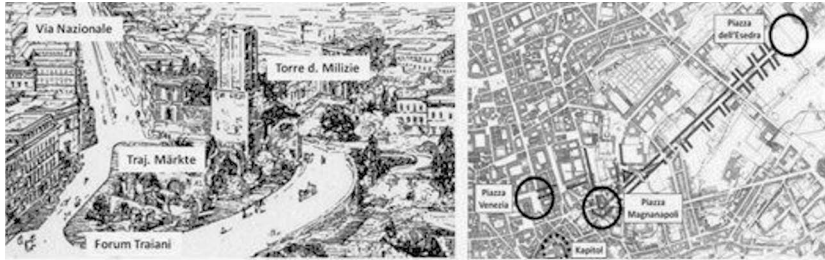 Via Nazionale
Torre d. Milizie
Traj. Märkte
Forum Traiani
Piazza
dell'Esedra
Piazza
Venezia
Piazza
Magnanapoli
Kapitol